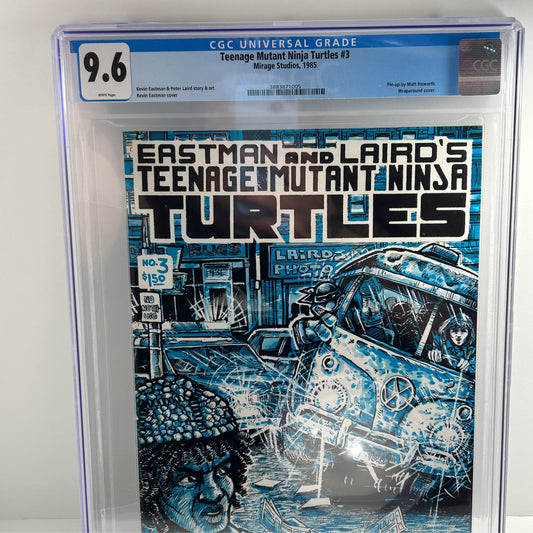 CGC UNIVERSAL GRADE
9.6
WHITE Pages
Teenage Mutant Ninja Turtles #3
Mirage Studios, 1985
Kevin Eastman & Peter Laird story & art
Kevin Eastman cover
3883871005
Pin-up by Matt Howarth.
Wraparound cover
CGC
EASTMAN AND LAIRD'S
TEENAGE MUTANT NINJA
TURTLES
NO.3
$1.50
LAIRD
PHOTO